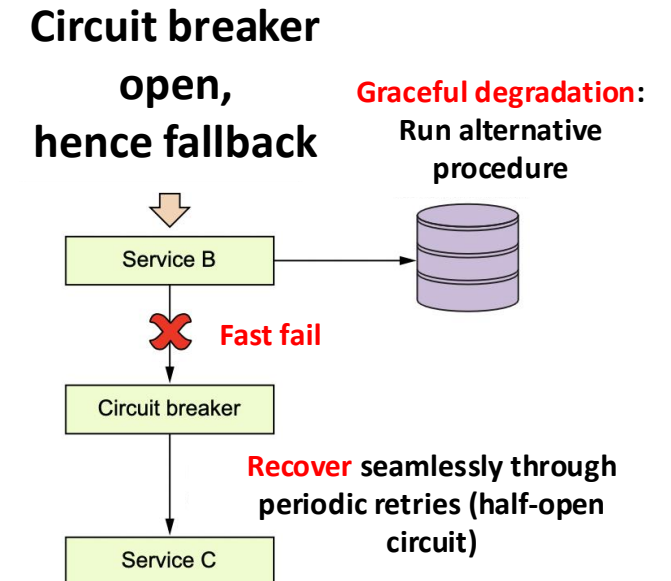 Circuit breaker
open,
hence fallback
Graceful degradation:
Run alternative
procedure
Service B
Fast fail
Circuit breaker
Recover seamlessly through
periodic retries (half-open
circuit)
Service C